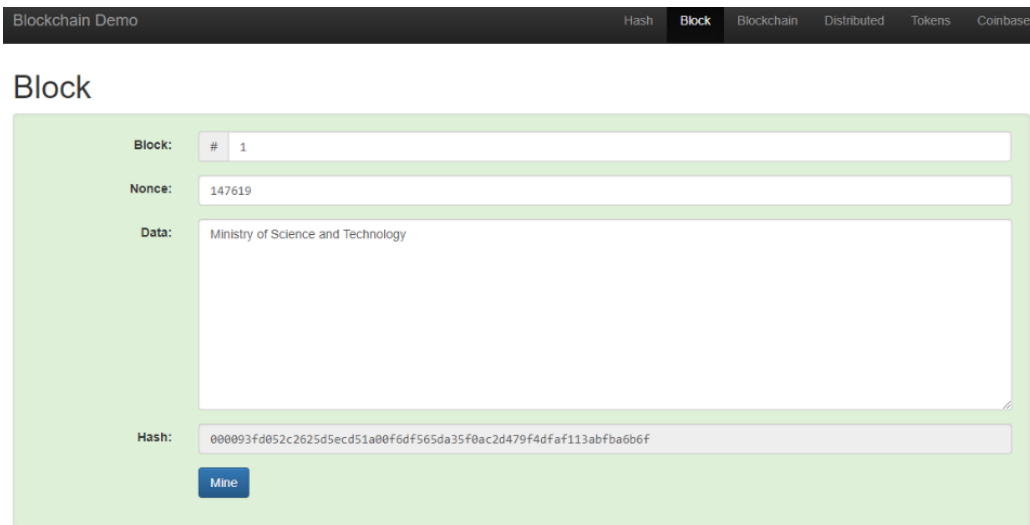 Blockchain Demo Hash Block Blockchain Distributed Tokens Coinbase
Block
Block: # 1
Nonce: 147619
Data: Ministry of Science and Technology
Hash: 000093fd052c2625d5ecd51a00f6df565da35f0ac2d479f4dfaf113abfba6b6f
Mine